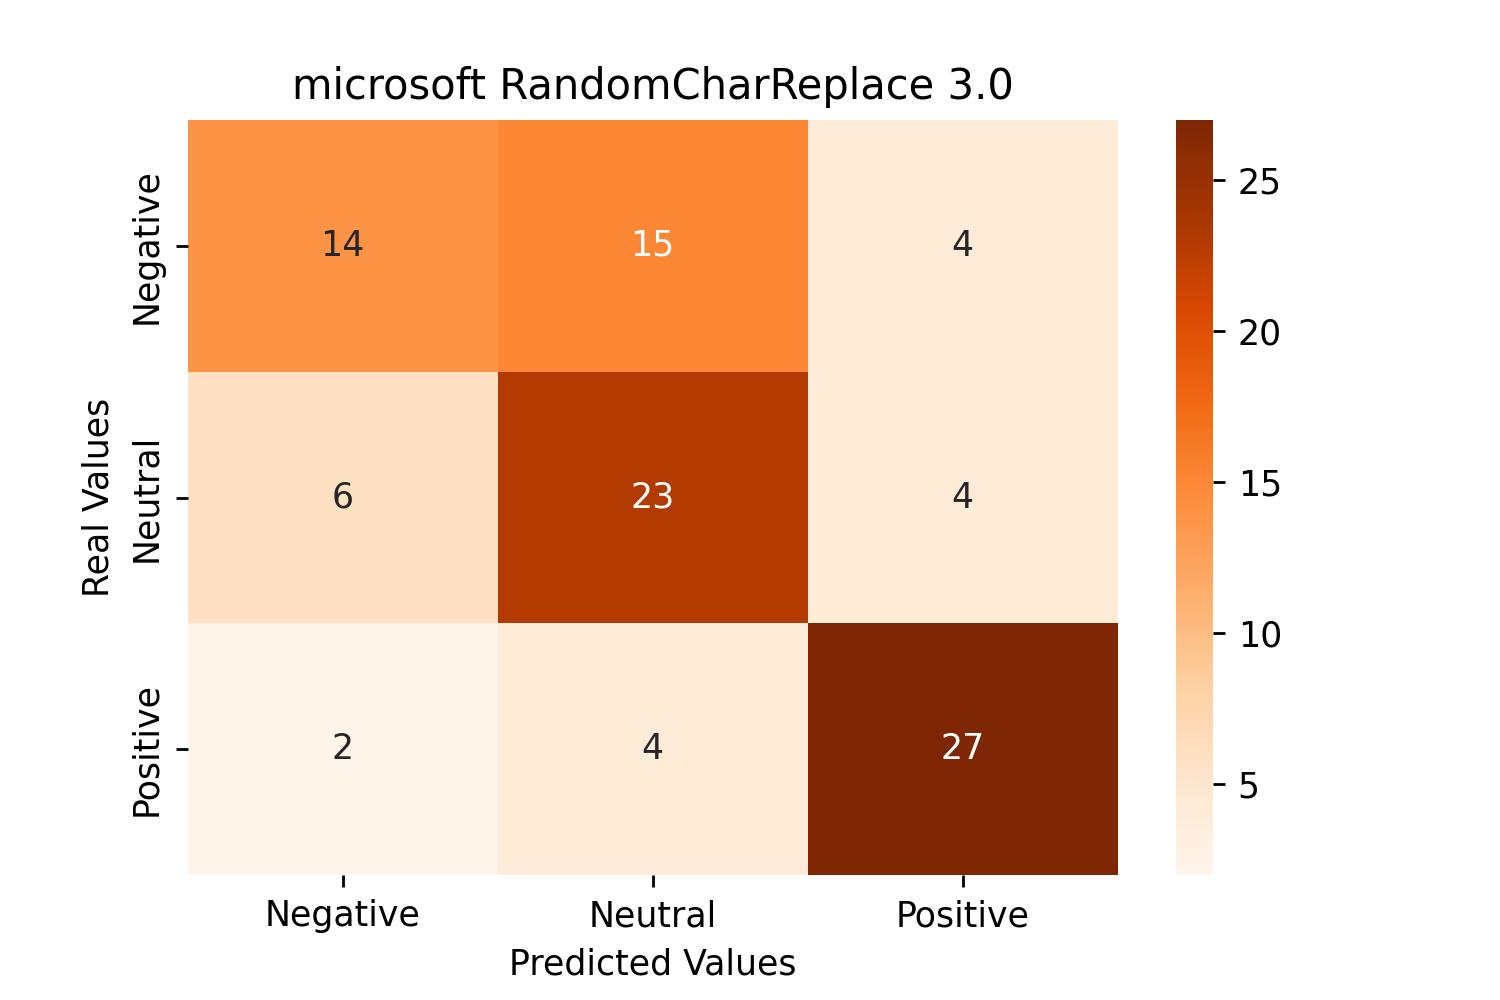 microsoft RandomCharReplace 3.0
Real Values
Negative
14 15 4
Neutral
6 23 4
Positive
2 4 27
Negative Neutral Positive
Predicted Values
25
20
15
10
5